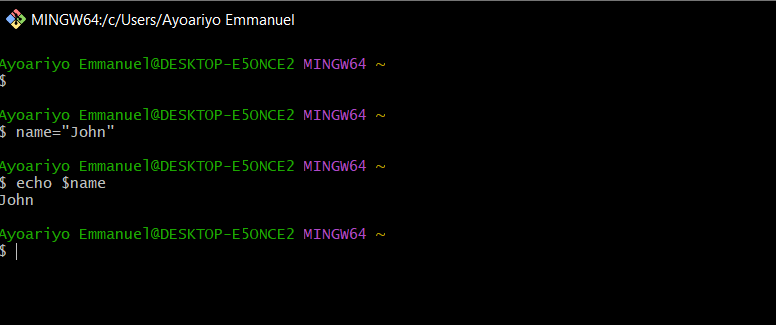 MINGW64:/c/Users/Ayoariyo Emmanuel
Ayoariyo Emmanuel@DESKTOP-E5ONCE2 MINGW64 ~
$
Ayoariyo Emmanuel@DESKTOP-E5ONCE2 MINGW64 ~
$ name="John"
Ayoariyo Emmanuel@DESKTOP-E5ONCE2 MINGW64 ~
$ echo $name
John
Ayoariyo Emmanuel@DESKTOP-E5ONCE2 MINGW64 ~
$